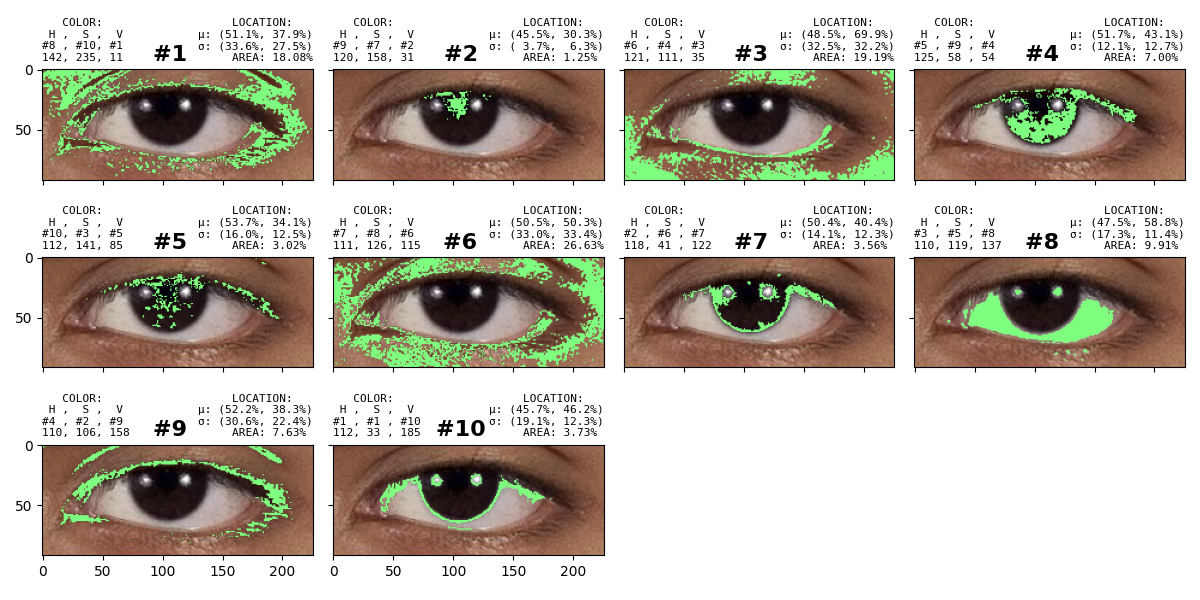 COLOR: LOCATION:
H , S , V μ: (51.1%, 37.9%)
#8 , #10, #1 #1 σ: (33.6%, 27.5%)
142, 235, 11 AREA: 18.08%
COLOR: LOCATION:
H , S , V μ: (45.5%, 30.3%)
#9 , #7 , #2 #2 σ: ( 3.7%, 6.3%)
120, 158, 31 AREA: 1.25%
COLOR: LOCATION:
H , S , V μ: (48.5%, 69.9%)
#6 , #4 , #3 #3 σ: (32.5%, 32.2%)
121, 111, 35 AREA: 19.19%
COLOR: LOCATION:
H , S , V μ: (51.7%, 43.1%)
#5 , #9 , #4 #4 σ: (12.1%, 12.7%)
125, 58 , 54 AREA: 7.00%
0
50
COLOR: LOCATION:
H , S , V μ: (53.7%, 34.1%)
#10, #3 , #5 #5 σ: (16.0%, 12.5%)
112, 141, 85 AREA: 3.02%
COLOR: LOCATION:
H , S , V μ: (50.5%, 50.3%)
#7 , #8 , #6 #6 σ: (33.0%, 33.4%)
111, 126, 115 AREA: 26.63%
COLOR: LOCATION:
H , S , V μ: (50.4%, 40.4%)
#2 , #6 , #7 #7 σ: (14.1%, 12.3%)
118, 41 , 122 AREA: 3.56%
COLOR: LOCATION:
H , S , V μ: (47.5%, 58.8%)
#3 , #5 , #8 #8 σ: (17.3%, 11.4%)
110, 119, 137 AREA: 9.91%
0
50
COLOR: LOCATION:
H , S , V μ: (52.2%, 38.3%)
#4 , #2 , #9 #9 σ: (30.6%, 22.4%)
110, 106, 158 AREA: 7.63%
COLOR: LOCATION:
H , S , V μ: (45.7%, 46.2%)
#1 , #1 , #10 #10 σ: (19.1%, 12.3%)
112, 33 , 185 AREA: 3.73%
0
50
0 50 100 150 200
0 50 100 150 200